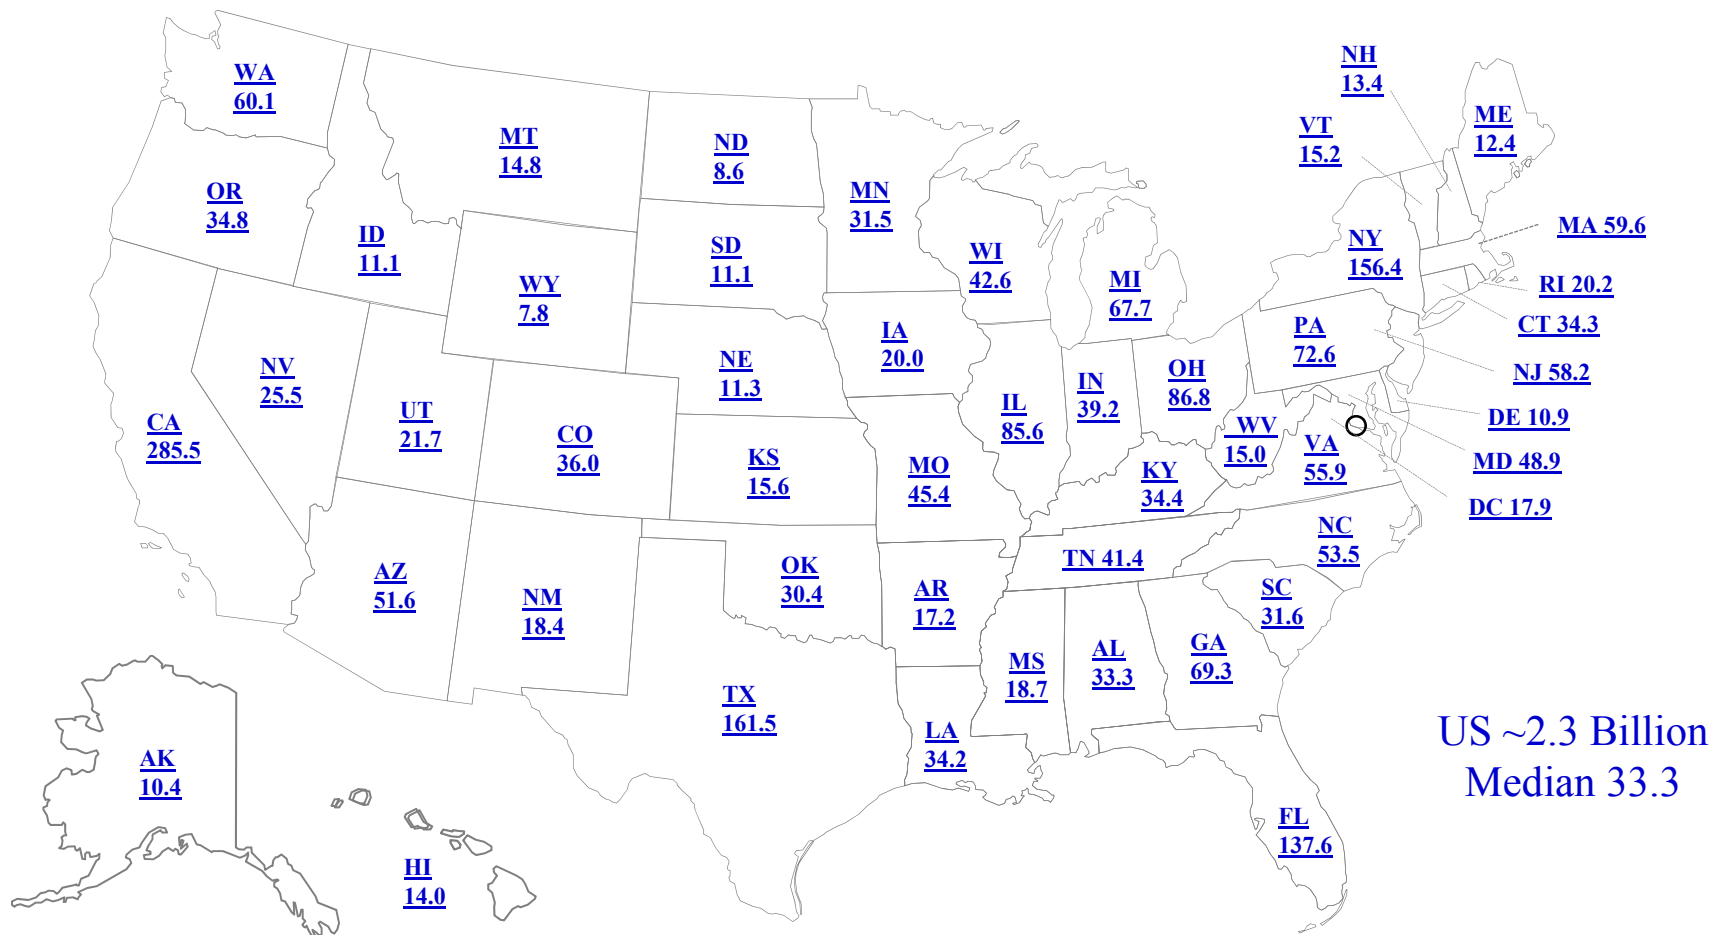 WA
60.1
OR
34.8
CA
285.5
ID
11.1
NV
25.5
MT
14.8
WY
7.8
UT
21.7
CO
36.0
AZ
51.6
NM
18.4
ND
8.6
SD
11.1
NE
11.3
KS
15.6
OK
30.4
TX
161.5
MN
31.5
IA
20.0
MO
45.4
AR
17.2
LA
34.2
WI
42.6
IL
85.6
MI
67.7
IN
39.2
OH
86.8
KY
34.4
TN 41.4
MS
18.7
AL
33.3
GA
69.3
FL
137.6
SC
31.6
NC
53.5
WV
15.0
VA
55.9
PA
72.6
NY
156.4
VT
15.2
NH
13.4
ME
12.4
MA 59.6
RI 20.2
CT 34.3
NJ 58.2
DE 10.9
MD 48.9
DC 17.9
AK
10.4
HI
14.0
US ~2.3 Billion
Median 33.3